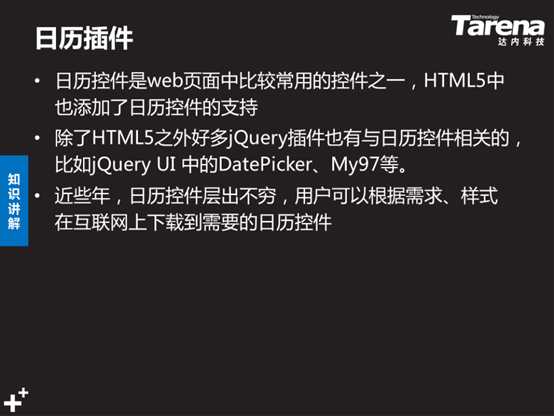 日历插件
Technology
Tarena
达内科技
• 日历控件是web页面中比较常用的控件之一，HTML5中
也添加了日历控件的支持
• 除了HTML5之外好多jQuery插件也有与日历控件相关的，
比如jQuery UI 中的DatePicker、My97等。
• 近些年，日历控件层出不穷，用户可以根据需求、样式
在互联网上下载到需要的日历控件
知识讲解